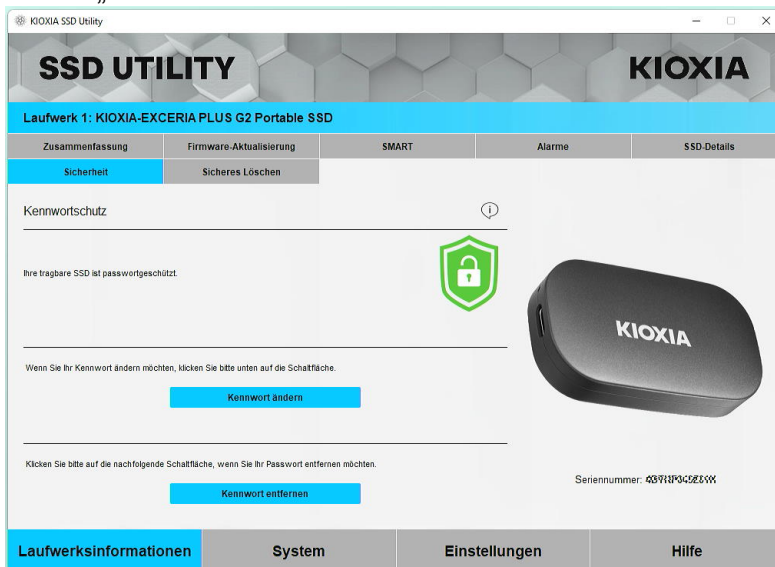 „
KIOXIA SSD Utility
SSD UTILITY
KIOXIA
Laufwerk 1: KIOXIA-EXCERIA PLUS G2 Portable SSD
Zusammenfassung Firmware-Aktualisierung SMART Alarme SSD-Details
Sicherheit Sicheres Löschen
Kennwortschutz
Ihre tragbare SSD ist passwortgeschützt.
KIOXIA
Wenn Sie Ihr Kennwort ändern möchten, klicken Sie bitte unten auf die Schaltfläche.
Kennwort ändern
Klicken Sie bitte auf die nachfolgende Schaltfläche, wenn Sie Ihr Passwort entfernen möchten.
Seriennummer:
Kennwort entfernen
Laufwerksinformationen System Einstellungen Hilfe